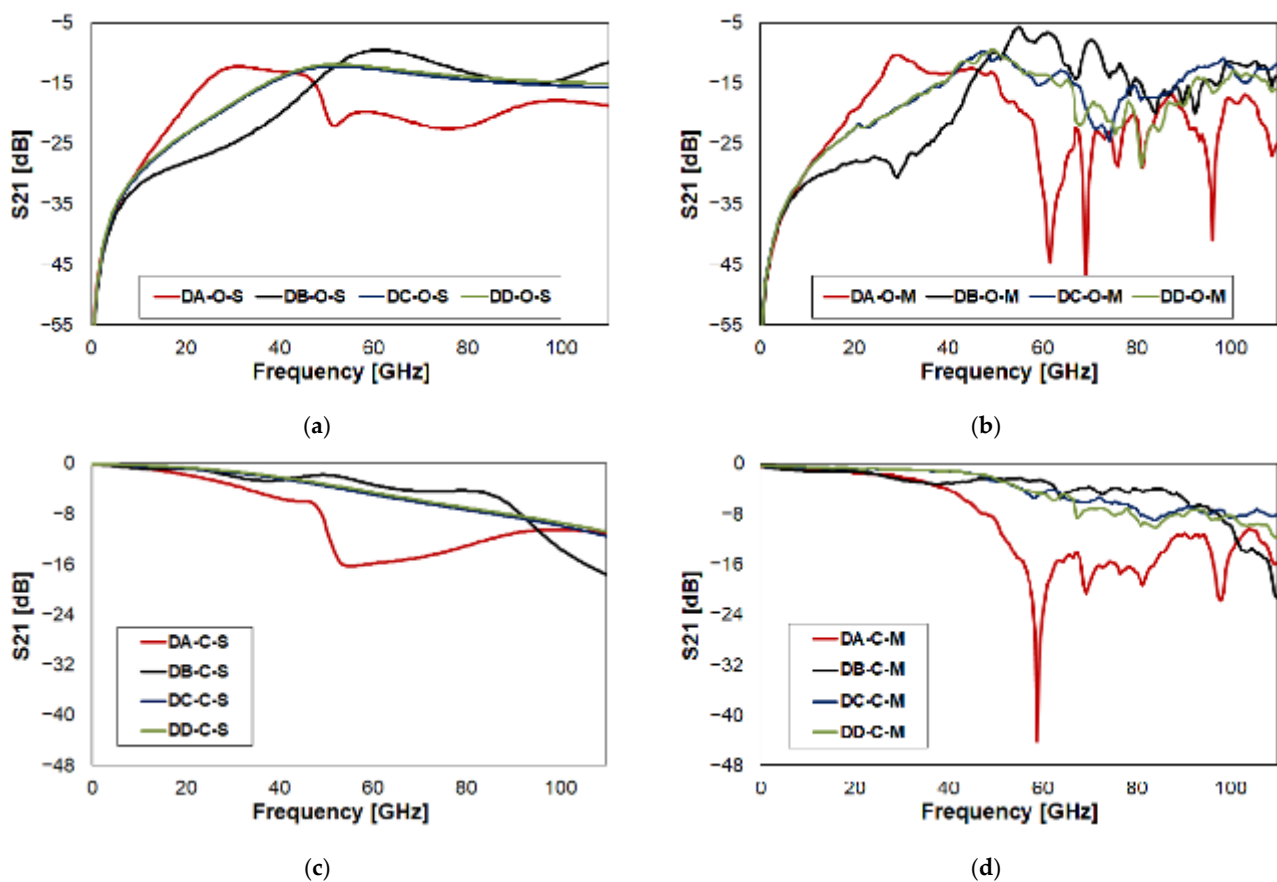 −5
−15
−25
−35
−45
−55
S21 [dB]
DA-O-S DB-O-S DC-O-S DD-O-S
0 20 40 60 80 100
Frequency [GHz]
(a)
−5
−15
−25
−35
−45
−55
S21 [dB]
DA-O-M DB-O-M DC-O-M DD-O-M
0 20 40 60 80 100
Frequency [GHz]
(b)
0
−8
−16
−24
−32
−40
−48
S21 [dB]
DA-C-S
DB-C-S
DC-C-S
DD-C-S
0 20 40 60 80 100
Frequency [GHz]
(c)
0
−8
−16
−24
−32
−40
−48
S21 [dB]
DA-C-M
DB-C-M
DC-C-M
DD-C-M
0 20 40 60 80 100
Frequency [GHz]
(d)